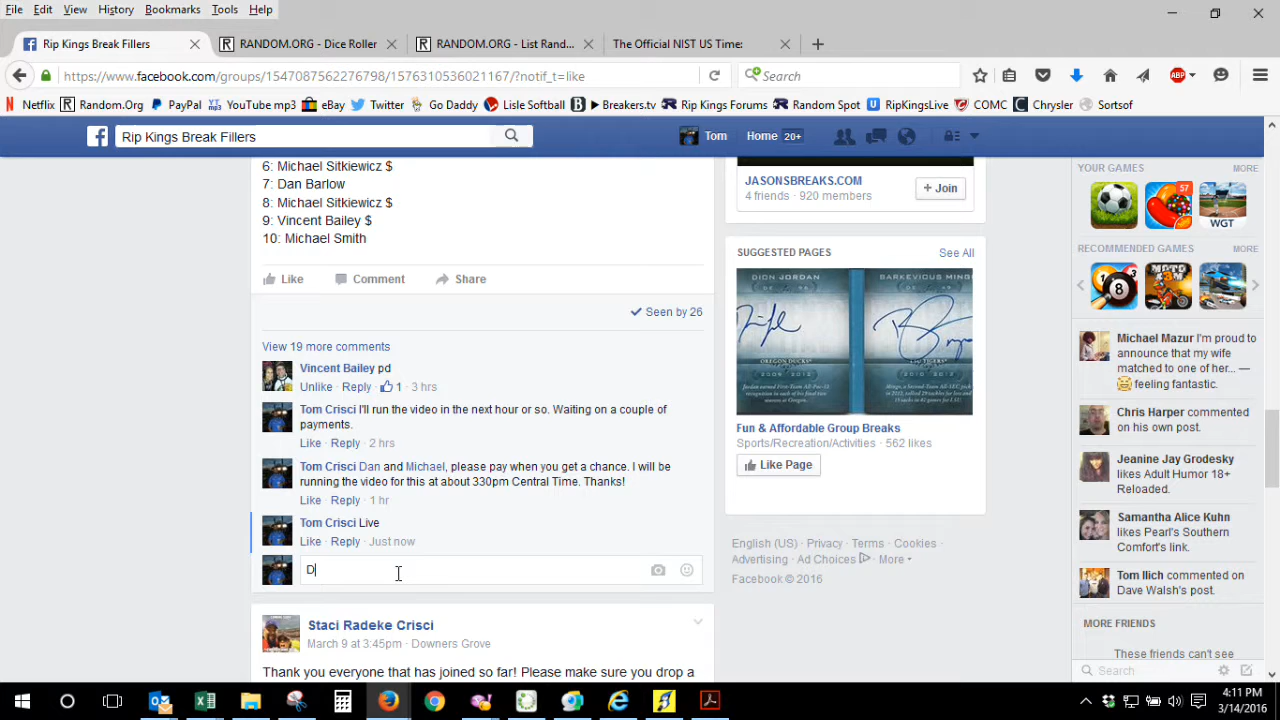 File Edit View History Bookmarks Tools Help
Rip Kings Break Fillers
RANDOM.ORG - Dice Roller
RANDOM.ORG - List Rand...
The Official NIST US Time:
https://www.facebook.com/groups/1547087562276798/1576310536021167/?notif_t=like
Search
ABP
Netflix Random.Org PayPal YouTube mp3 eBay Twitter Go Daddy Lisle Softball Breakers.tv Rip Kings Forums Random Spot RipKingsLive COMC Chrysler Sortsof
Rip Kings Break Fillers
Tom Home 20+
6: Michael Sitkiewicz $
7: Dan Barlow
8: Michael Sitkiewicz $
9: Vincent Bailey $
10: Michael Smith
Like Comment Share
Seen by 26
View 19 more comments
Vincent Bailey pd
Unlike · Reply · 1 · 3 hrs
Tom Crisci I'll run the video in the next hour or so. Waiting on a couple of
payments.
Like · Reply · 2 hrs
Tom Crisci Dan and Michael, please pay when you get a chance. I will be
running the video for this at about 330pm Central Time. Thanks!
Like · Reply · 1 hr
Tom Crisci Live
Like · Reply · Just now
D
Staci Radeke Crisci
March 9 at 3:45pm · Downers Grove
Thank you everyone that has joined so far! Please make sure you drop a
JASONSBREAKS.COM
4 friends · 920 members
+ Join
SUGGESTED PAGES See All
DION JORDAN
BARKEVIOUS MING
OREGON DUCKS
Fun & Affordable Group Breaks
Sports/Recreation/Activities · 562 likes
Like Page
English (US) · Privacy · Terms · Cookies ·
Advertising · Ad Choices · More
Facebook © 2016
YOUR GAMES MORE
57
WGT
RECOMMENDED GAMES MORE
8
MOTO
X3M
Michael Mazur I'm proud to
announce that my wife
matched to one of her... —
feeling fantastic.
Chris Harper commented
on his own post.
Jeanine Jay Grodesky
likes Adult Humor 18+
Reloaded.
Samantha Alice Kuhn
likes Pearl's Southern
Comfort's link.
Tom Ilich commented on
Dave Walsh's post.
MORE FRIENDS
These friends can't see
Search
4:11 PM
3/14/2016